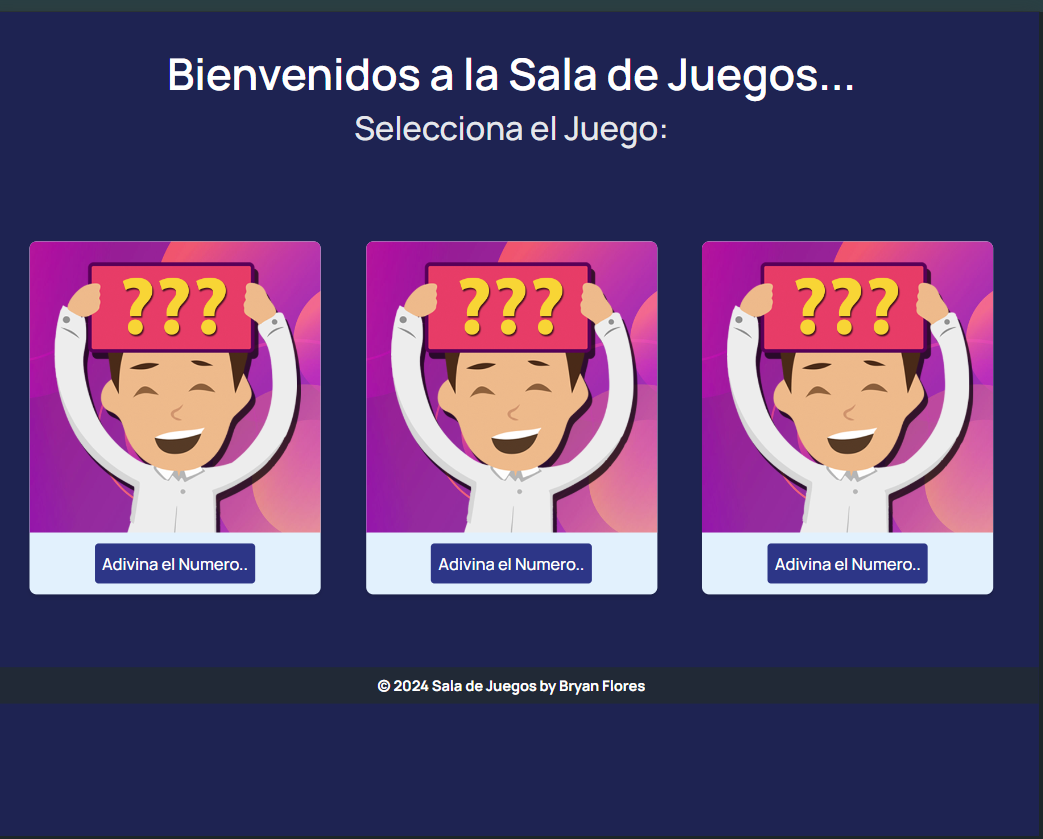 Bienvenidos a la Sala de Juegos...
Selecciona el Juego:
???
???
???
Adivina el Numero..
Adivina el Numero..
Adivina el Numero..
© 2024 Sala de Juegos by Bryan Flores